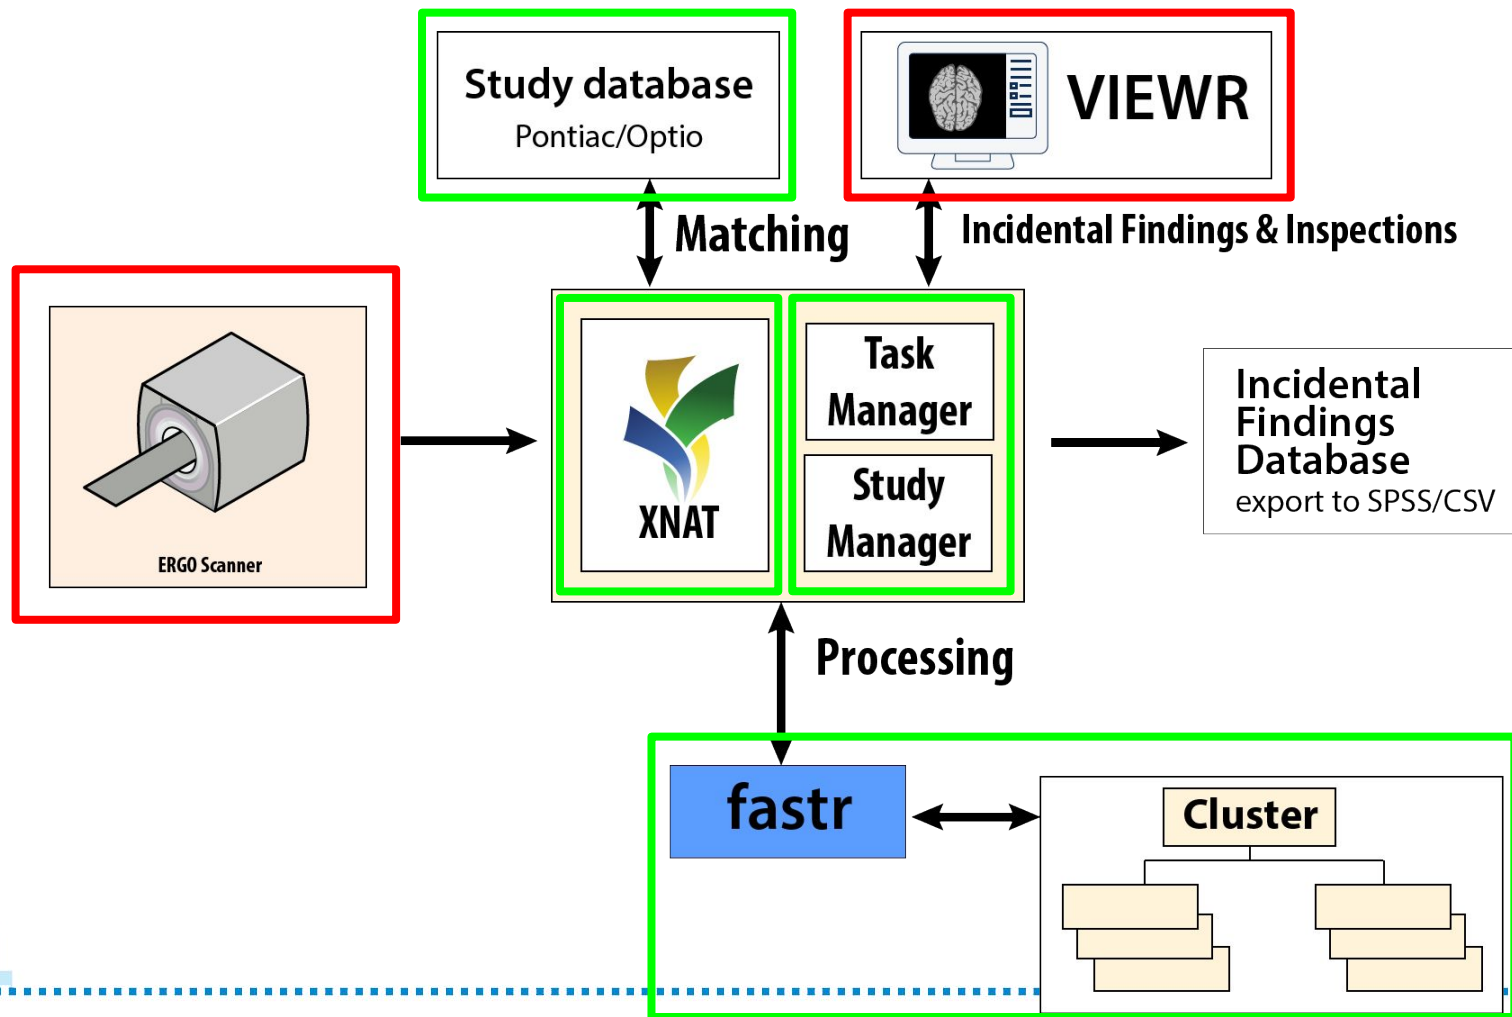 Study database
Pontiac/Optio
VIEWR
Matching
Incidental Findings & Inspections
ERGO Scanner
XNAT
Task
Manager
Study
Manager
Incidental
Findings
Database
export to SPSS/CSV
Processing
fastr
Cluster